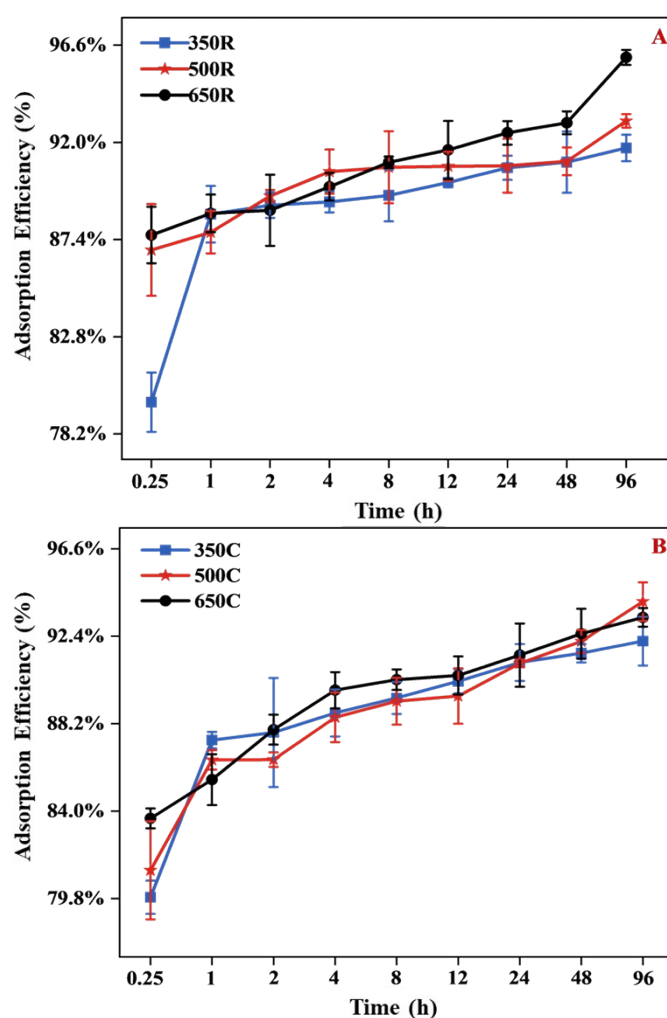 A
350R
500R
650R
Adsorption Efficiency (%)
96.6%
92.0%
87.4%
82.8%
78.2%
0.25 1 2 4 8 12 24 48 96
Time (h)
B
350C
500C
650C
Adsorption Efficiency (%)
96.6%
92.4%
88.2%
84.0%
79.8%
0.25 1 2 4 8 12 24 48 96
Time (h)